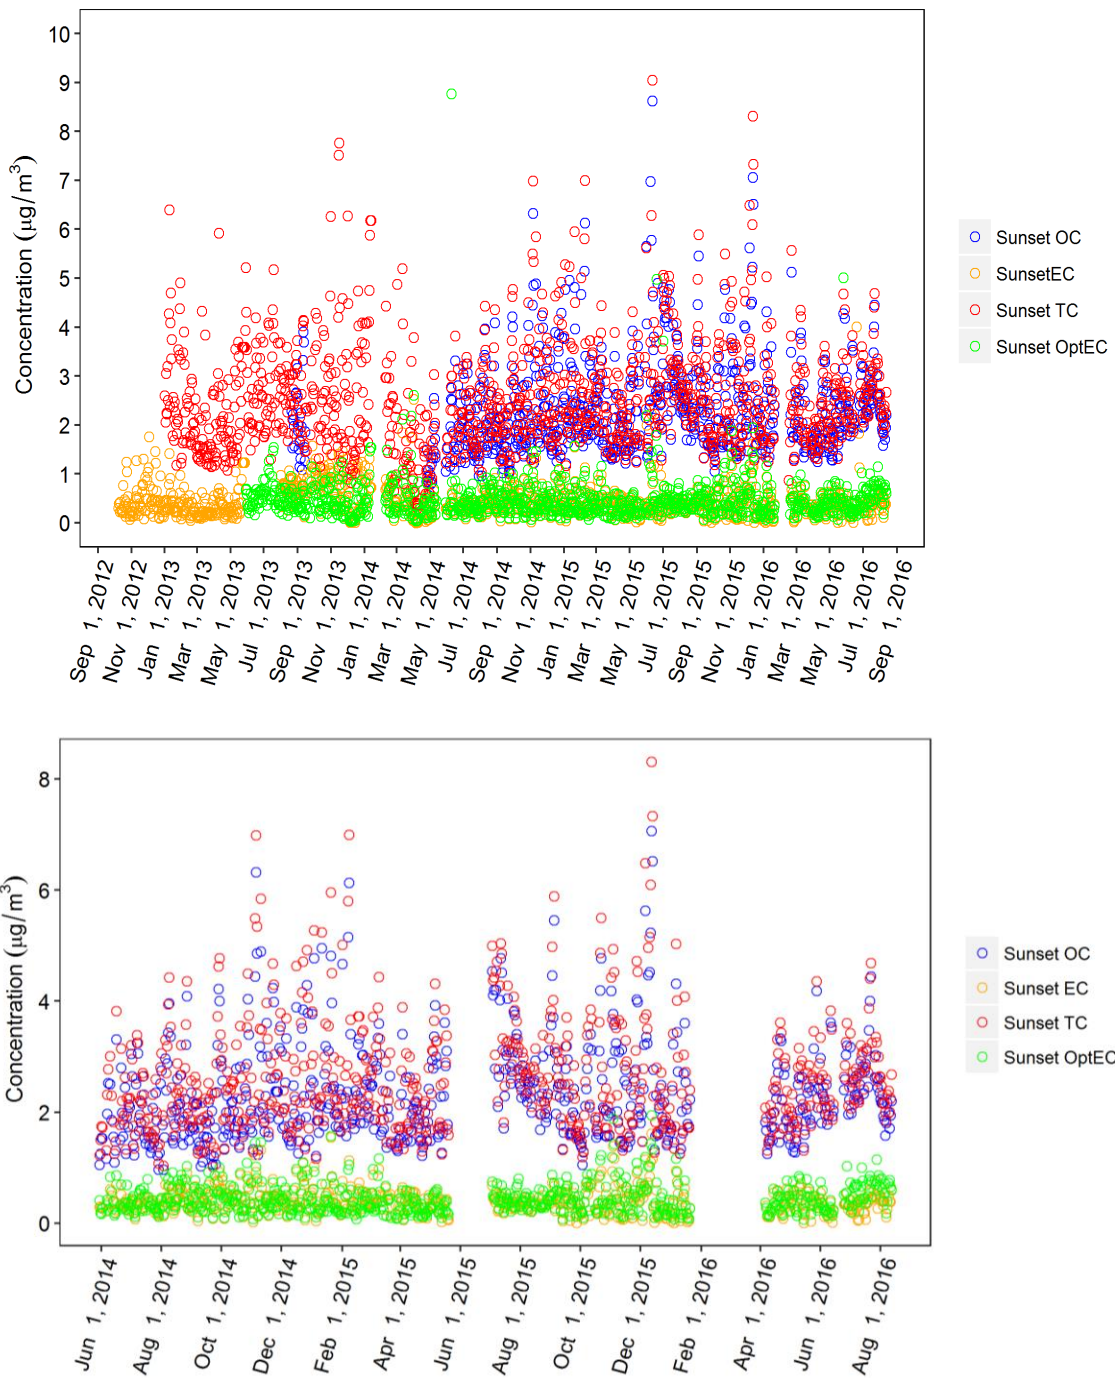 Concentration (µg/m³)
10
9
8
7
6
5
4
3
2
1
0
Sep 1, 2012
Nov 1, 2012
Jan 1, 2013
Mar 1, 2013
May 1, 2013
Jul 1, 2013
Sep 1, 2013
Nov 1, 2013
Jan 1, 2014
Mar 1, 2014
May 1, 2014
Jul 1, 2014
Sep 1, 2014
Nov 1, 2014
Jan 1, 2015
Mar 1, 2015
May 1, 2015
Jul 1, 2015
Sep 1, 2015
Nov 1, 2015
Jan 1, 2016
Mar 1, 2016
May 1, 2016
Jul 1, 2016
Sep 1, 2016
Sunset OC
SunsetEC
Sunset TC
Sunset OptEC
Concentration (µg/m³)
8
6
4
2
0
Jun 1, 2014
Aug 1, 2014
Oct 1, 2014
Dec 1, 2014
Feb 1, 2015
Apr 1, 2015
Jun 1, 2015
Aug 1, 2015
Oct 1, 2015
Dec 1, 2015
Feb 1, 2016
Apr 1, 2016
Jun 1, 2016
Aug 1, 2016
Sunset OC
Sunset EC
Sunset TC
Sunset OptEC